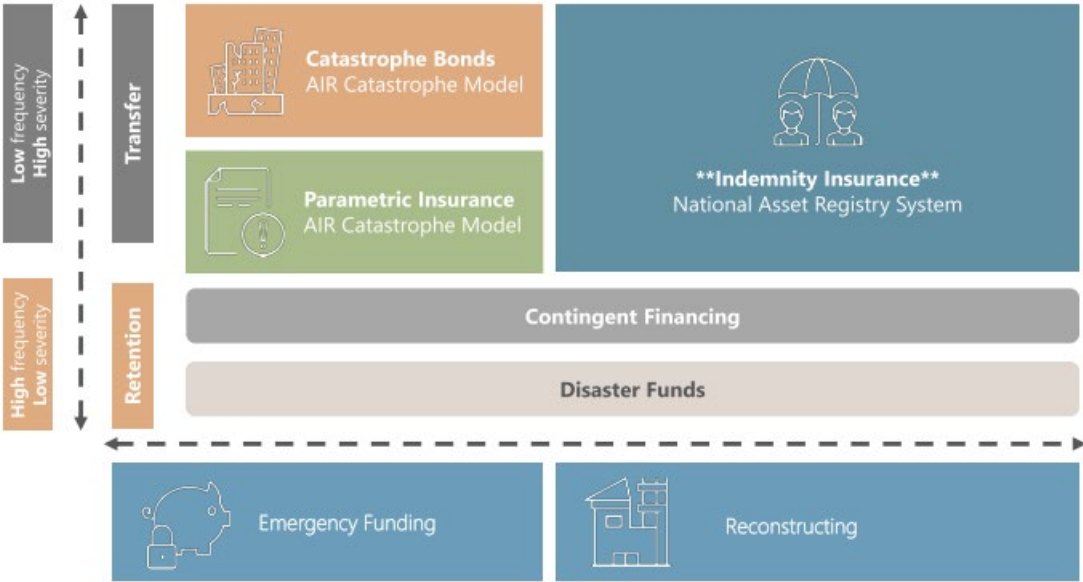 Low frequency
High severity
Transfer
Catastrophe Bonds
AIR Catastrophe Model
Parametric Insurance
AIR Catastrophe Model
**Indemnity Insurance**
National Asset Registry System
High frequency
Low severity
Retention
Contingent Financing
Disaster Funds
Emergency Funding
Reconstructing